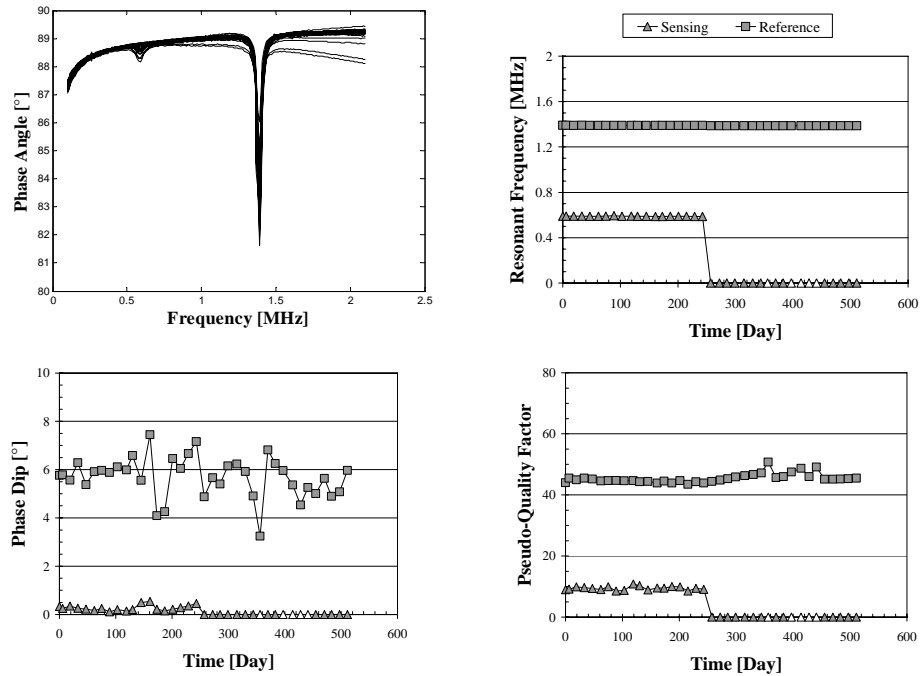 Sensing Reference
90
89
88
87
86
85
84
83
82
81
80
Phase Angle [°]
0 0.5 1 1.5 2 2.5
Frequency [MHz]
2
1.6
1.2
0.8
0.4
0
Resonant Frequency [MHz]
0 100 200 300 400 500 600
Time [Day]
10
8
6
4
2
0
Phase Dip [°]
0 100 200 300 400 500 600
Time [Day]
80
60
40
20
0
Pseudo-Quality Factor
0 100 200 300 400 500 600
Time [Day]